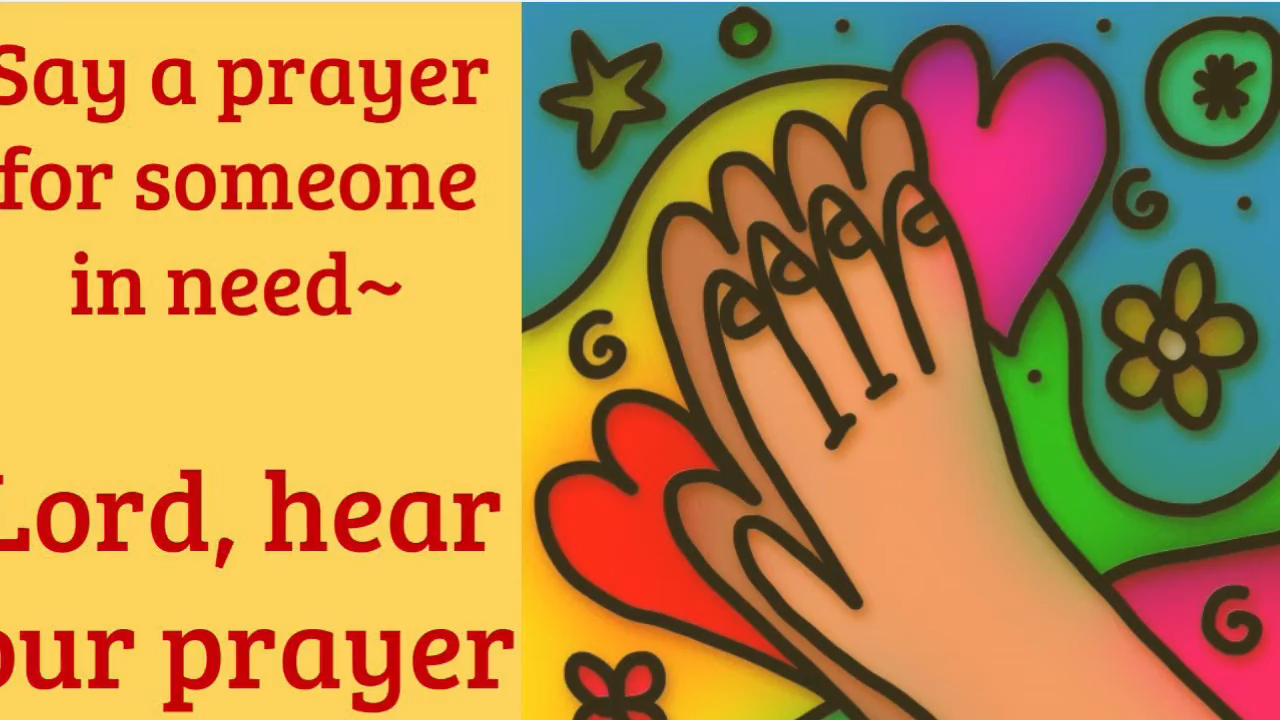 Say a prayer
for someone
in need~
Lord, hear
our prayer